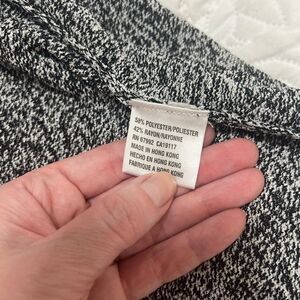 58% POLYESTER/POLIESTER
42% RAYON/RAYONNE
RN 67992 CA19117
MADE IN HONG KONG
HECHO EN HONG KONG
FABRIQUE A HONG KONG